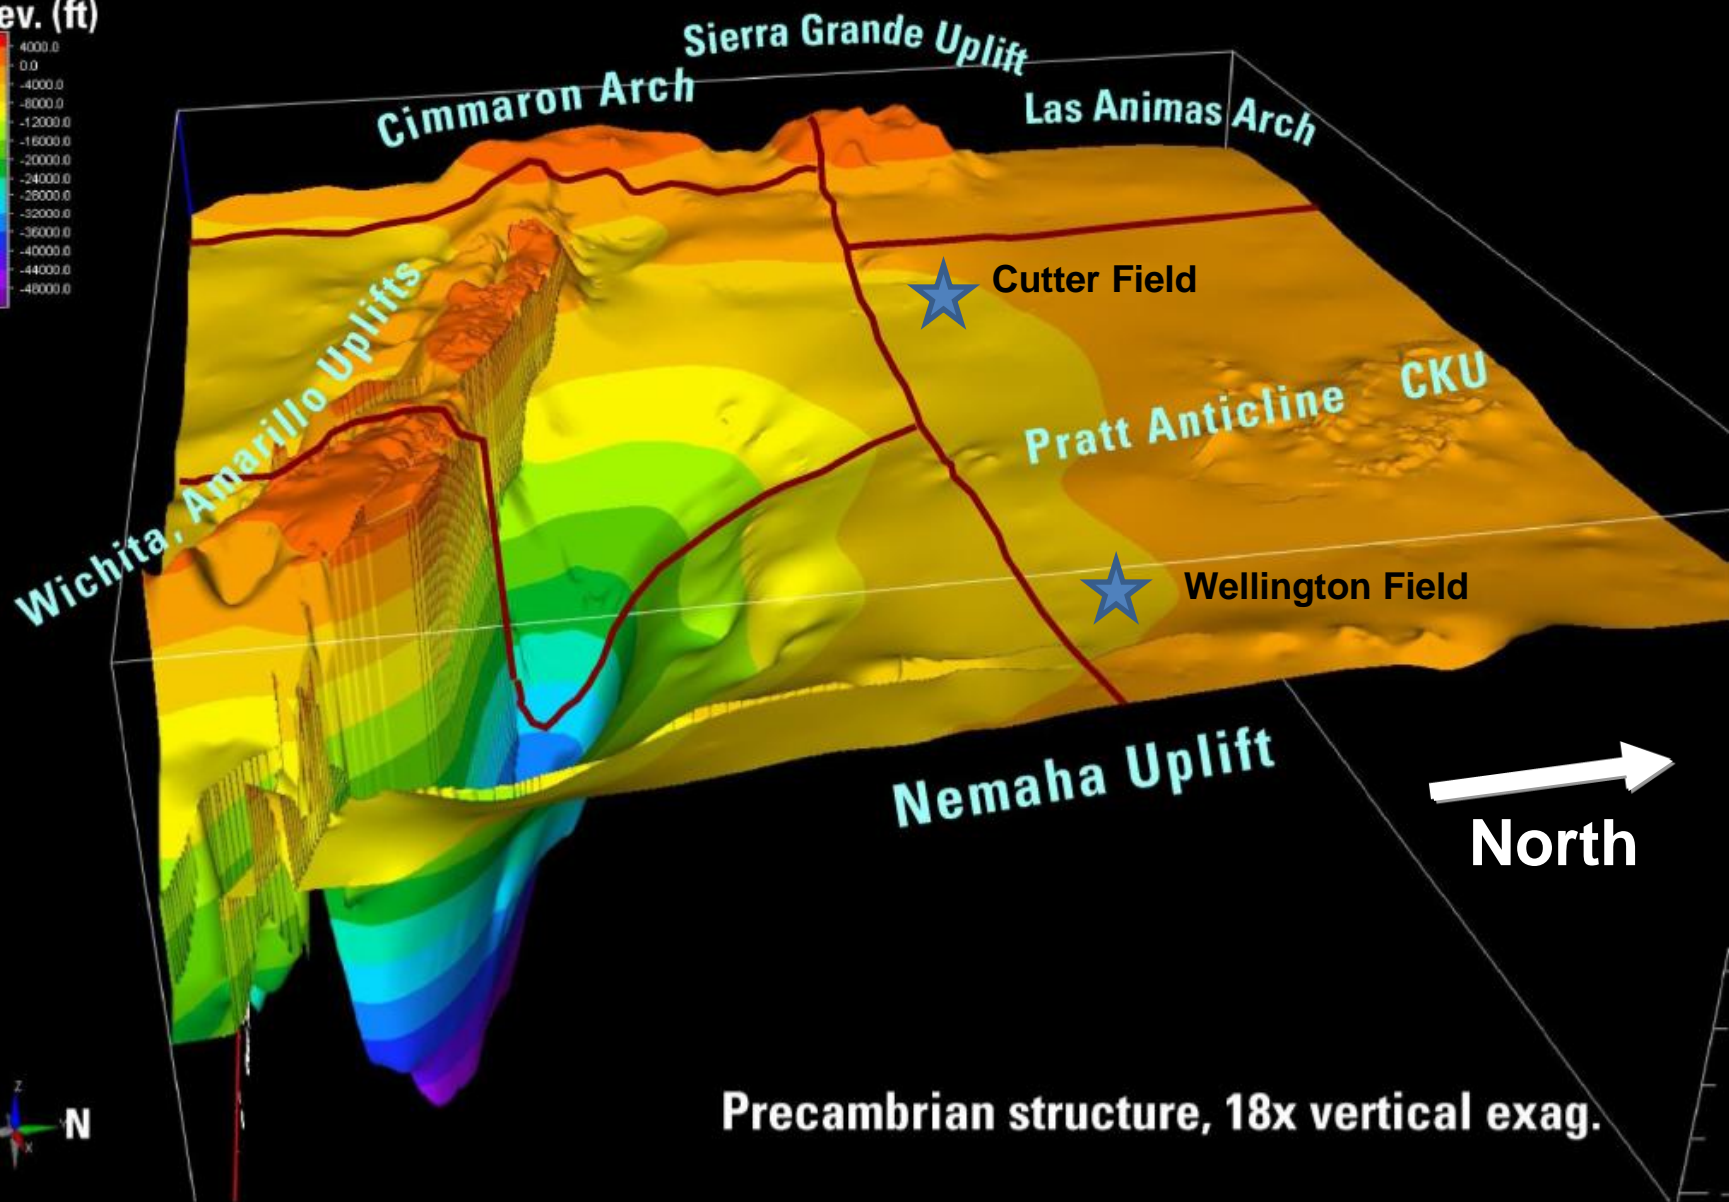 ev. (ft)
4000.0
0.0
-4000.0
-8000.0
-12000.0
-16000.0
-20000.0
-24000.0
-28000.0
-32000.0
-36000.0
-40000.0
-44000.0
-48000.0
Sierra Grande Uplift
Cimmaron Arch
Las Animas Arch
Cutter Field
Wichita, Amarillo Uplifts
Pratt Anticline
CKU
Wellington Field
Nemaha Uplift
North
Precambrian structure, 18x vertical exag.
Z
N
X